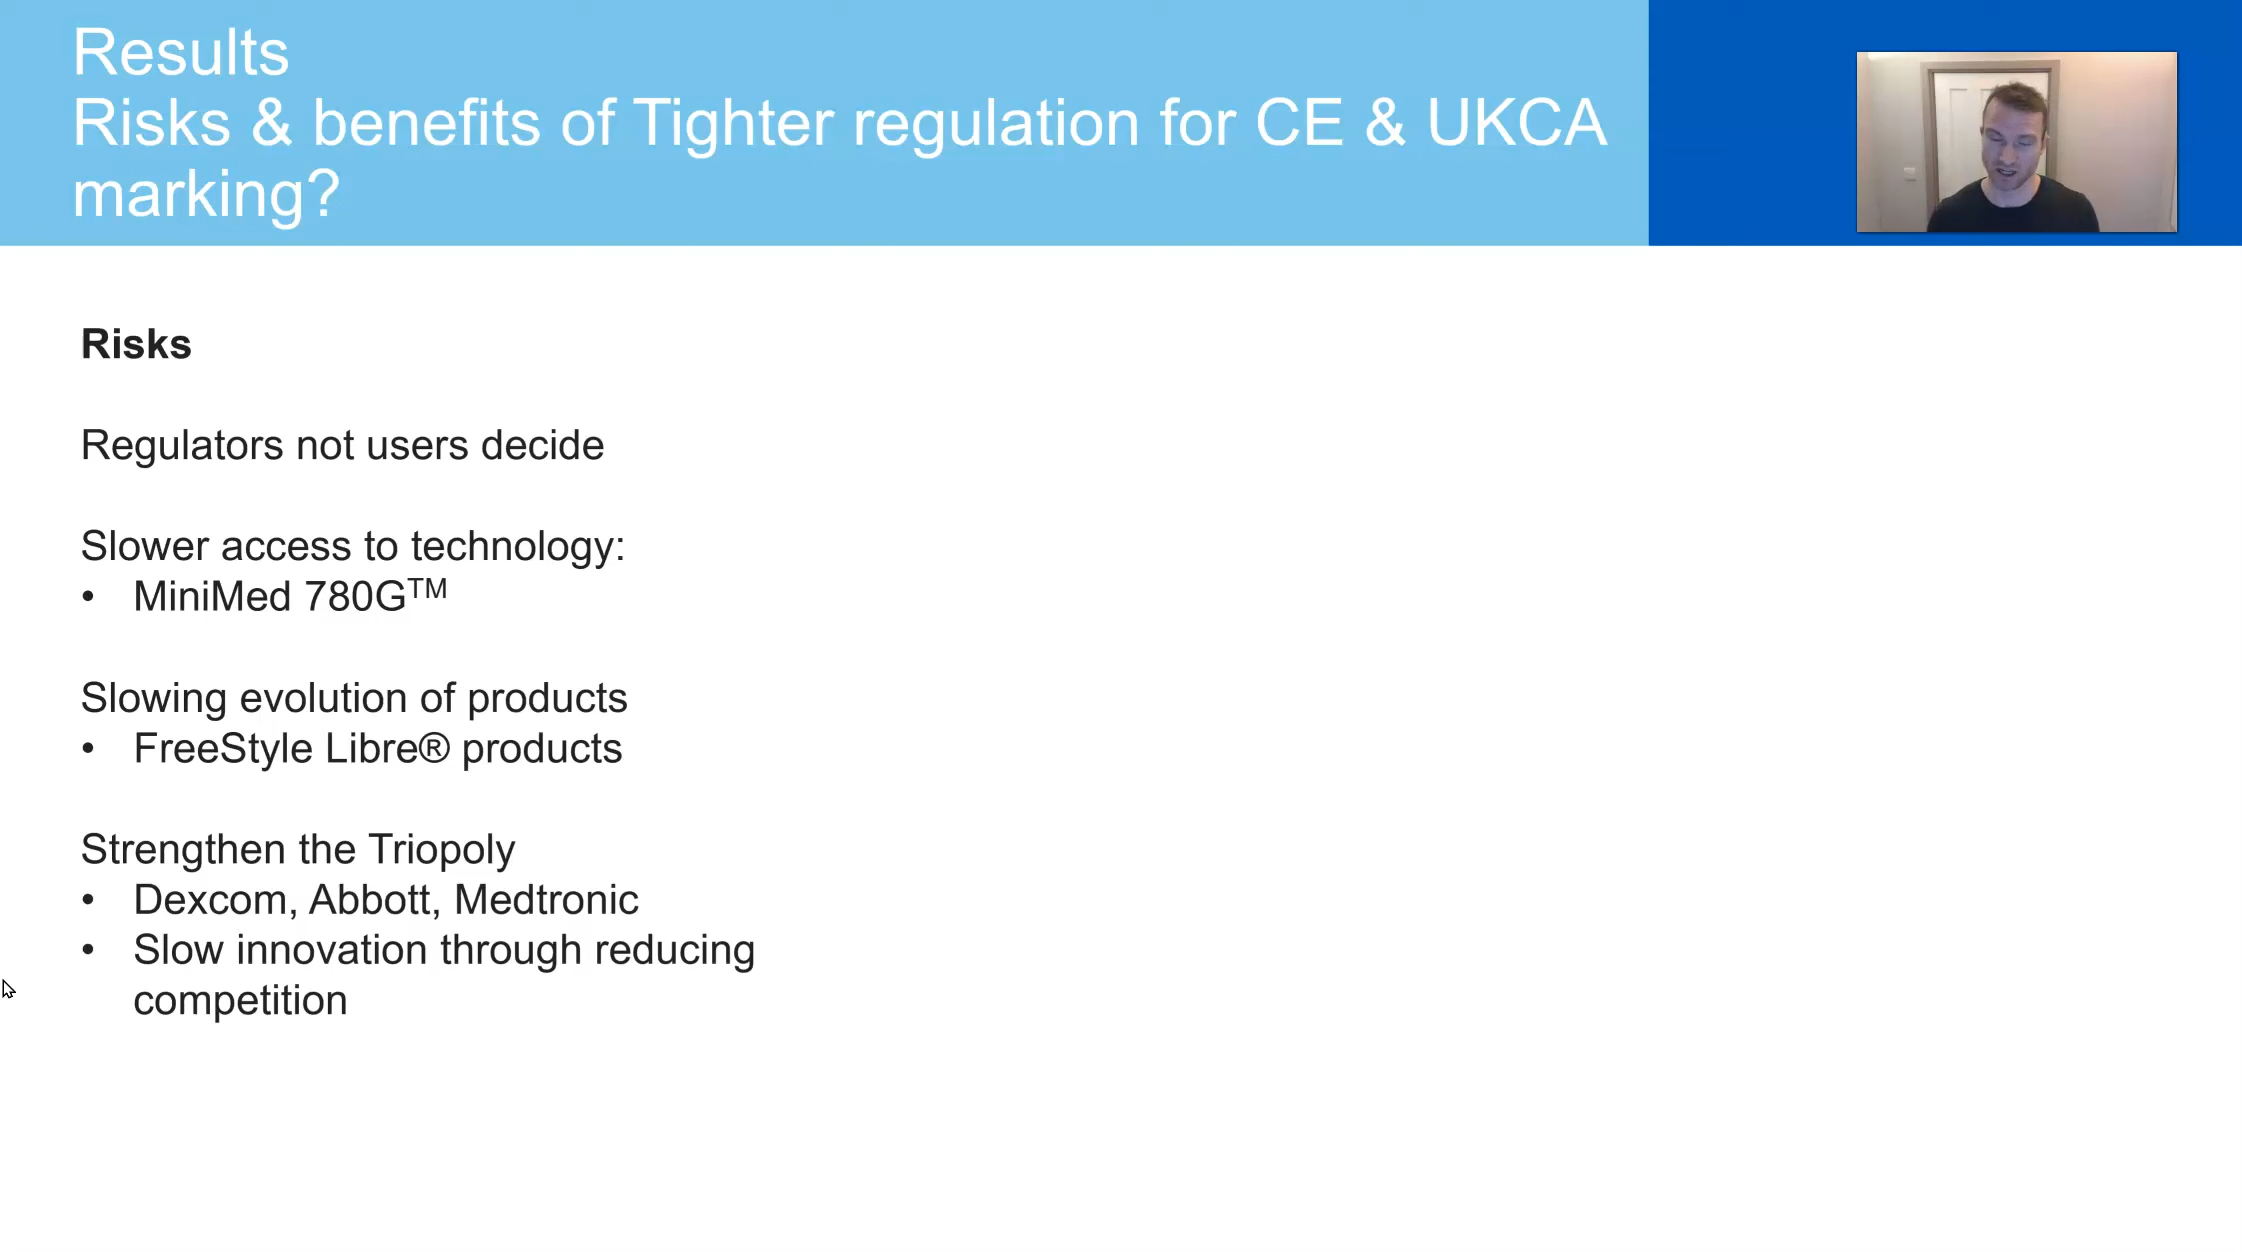 Results
Risks & benefits of Tighter regulation for CE & UKCA
marking?
Risks
Regulators not users decide
Slower access to technology:
• MiniMed 780G™
Slowing evolution of products
• FreeStyle Libre® products
Strengthen the Triopoly
• Dexcom, Abbott, Medtronic
• Slow innovation through reducing
competition